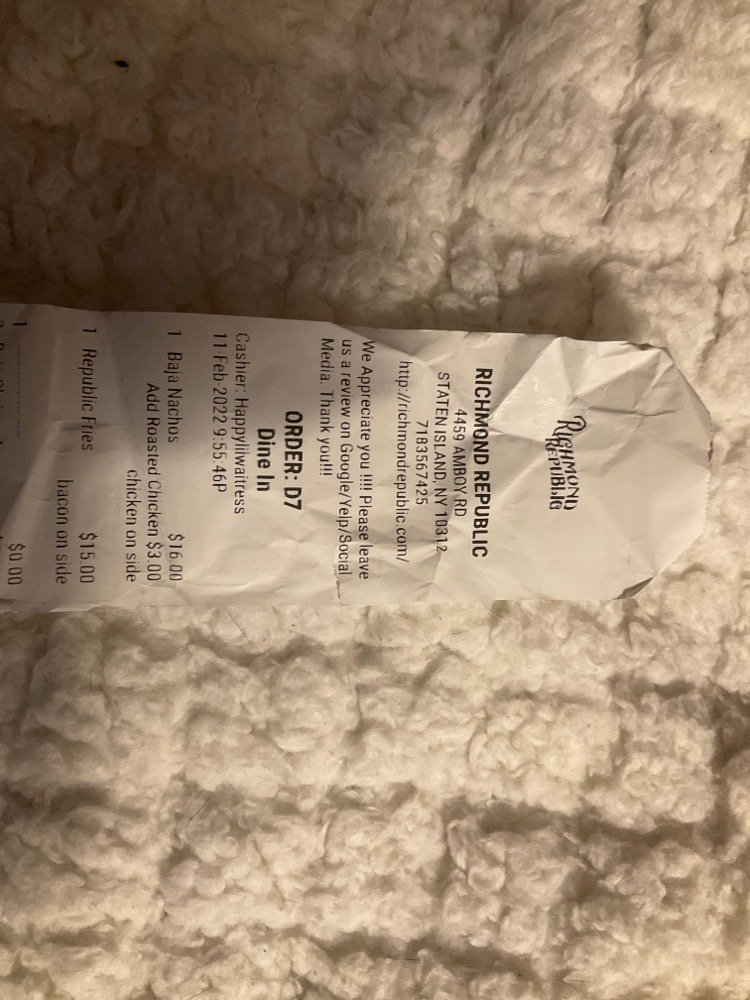 RICHMOND
REPUBLIC
RICHMOND REPUBLIC
4459 AMBOY RD
STATEN ISLAND, NY 10312
7183567425
http://richmondrepublic.com/
We Appreciate you !!!! Please leave
us a review on Google/Yelp/Social
Media. Thank you!!!
ORDER: D7
Dine In
Cashier: Happylilwaitress
11-Feb-2022 9:55:46P
1 Baja Nachos $16.00
Add Roasted Chicken $3.00
chicken on side
1 Republic Fries $15.00
bacon on side
1 ---------------- $0.00